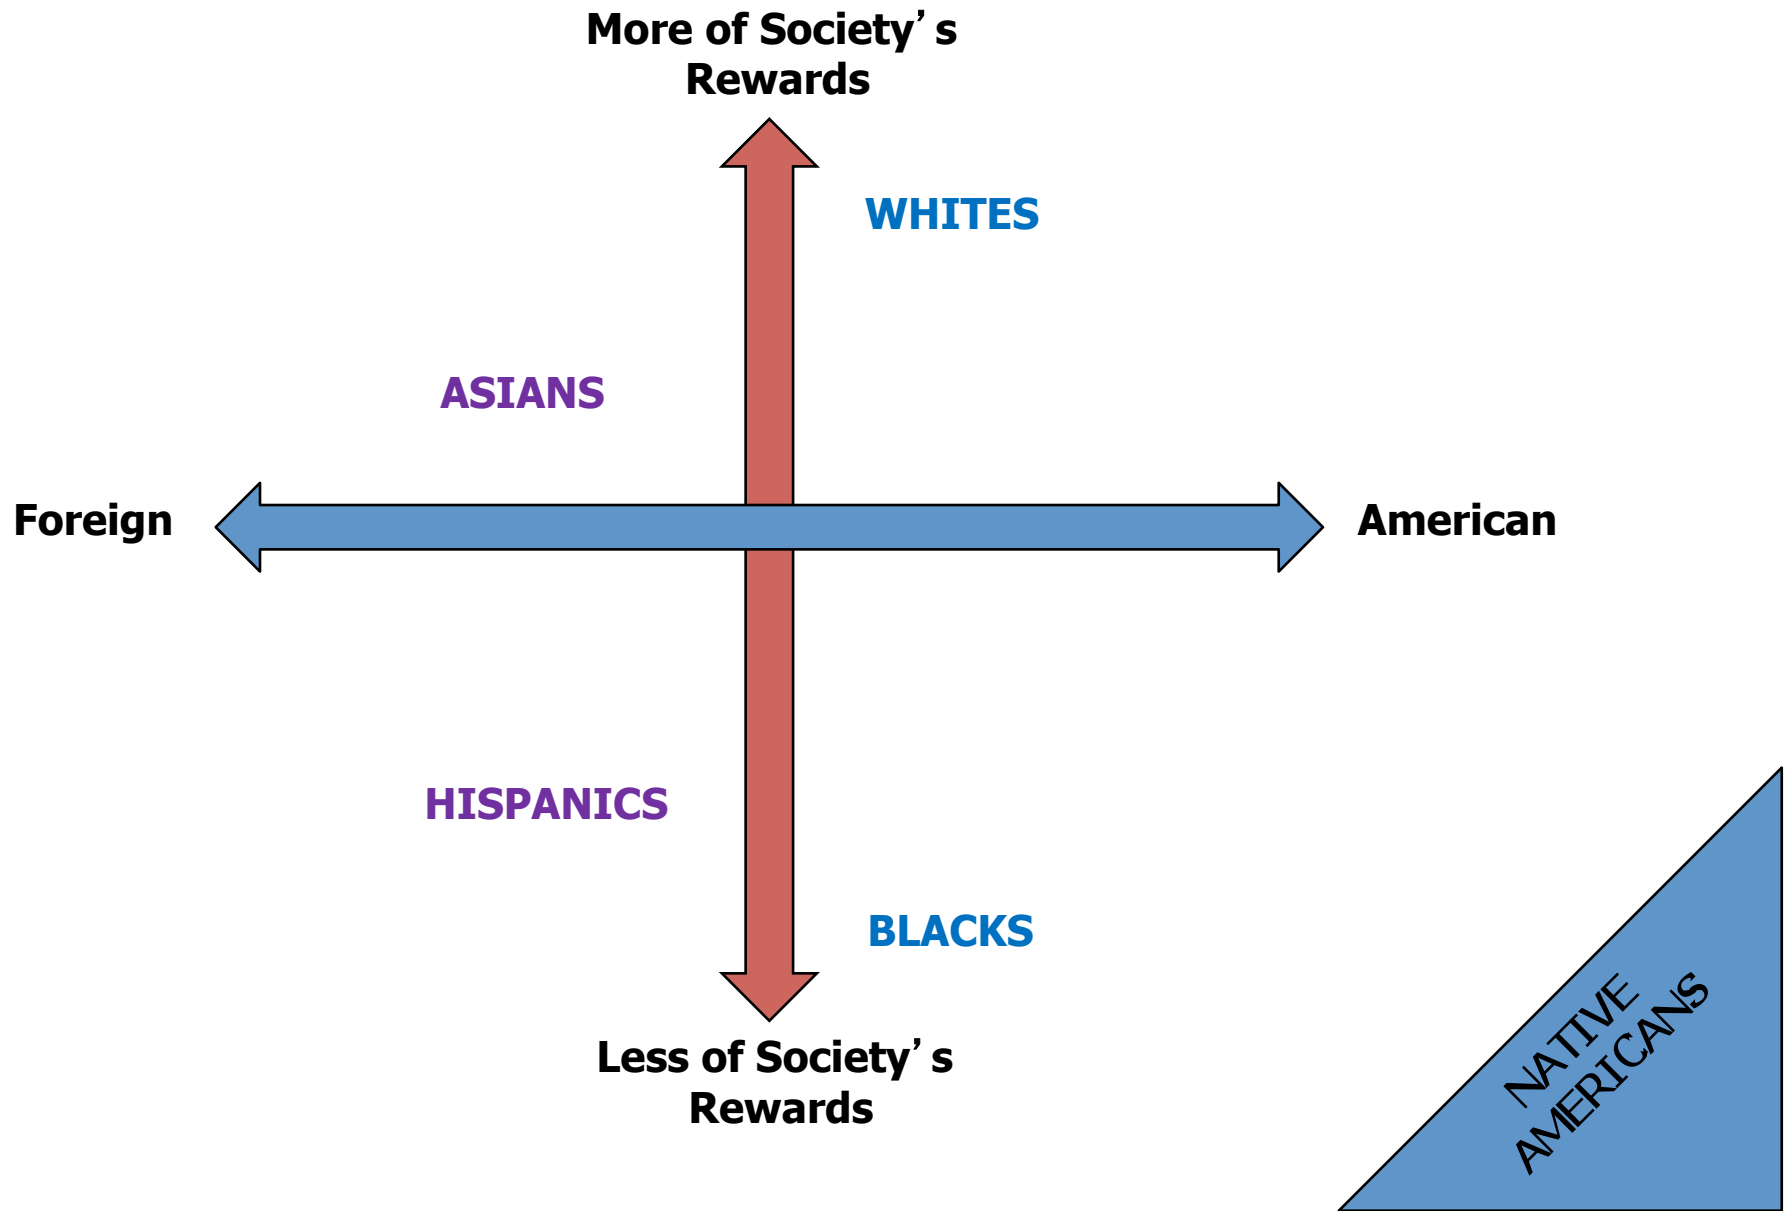 More of Society’s
Rewards
WHITES
ASIANS
Foreign
American
HISPANICS
BLACKS
NATIVE
AMERICANS
Less of Society’s
Rewards